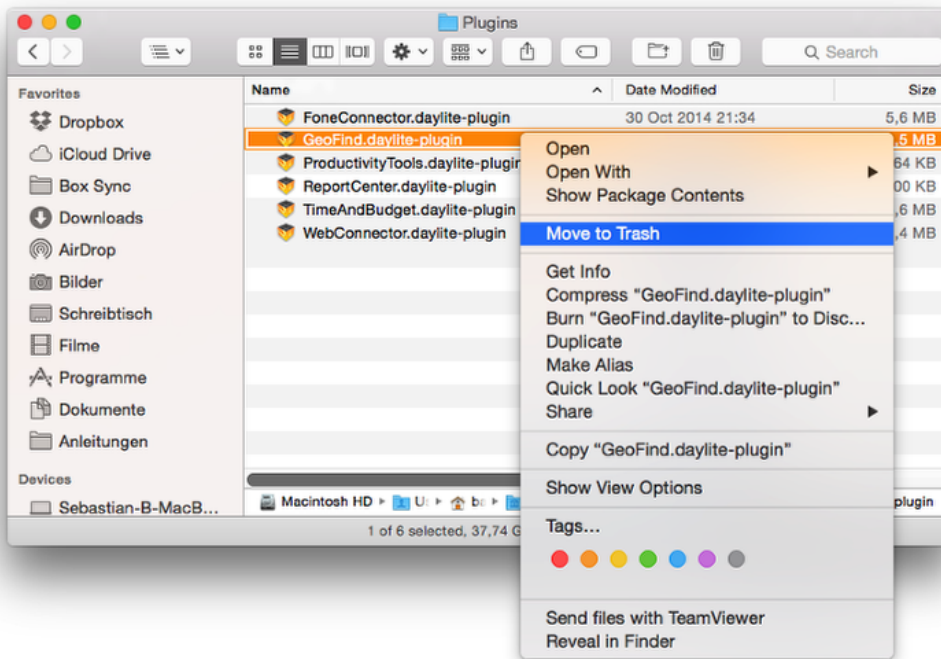 Plugins
Search
Favorites
Dropbox
iCloud Drive
Box Sync
Downloads
AirDrop
Bilder
Schreibtisch
Filme
Programme
Dokumente
Anleitungen
Devices
Sebastian-B-MacB...
Name Date Modified Size
FoneConnector.daylite-plugin 30 Oct 2014 21:34 5,6 MB
GeoFind.daylite-plugin ,5 MB
ProductivityTools.daylite-plugin 64 KB
ReportCenter.daylite-plugin 00 KB
TimeAndBudget.daylite-plugin ,6 MB
WebConnector.daylite-plugin ,4 MB
Open
Open With
Show Package Contents
Move to Trash
Get Info
Compress “GeoFind.daylite-plugin”
Burn “GeoFind.daylite-plugin” to Disc...
Duplicate
Make Alias
Quick Look “GeoFind.daylite-plugin”
Share
Copy “GeoFind.daylite-plugin”
Show View Options
Tags...
Send files with TeamViewer
Reveal in Finder
Macintosh HD U: ba plugin
1 of 6 selected, 37,74 G